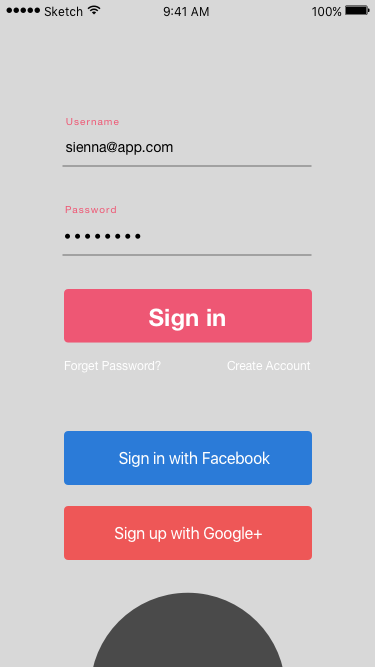 Sketch 9:41 AM 100%
Username
sienna@app.com
Password
Sign in
Forget Password? Create Account
Sign in with Facebook
Sign up with Google+